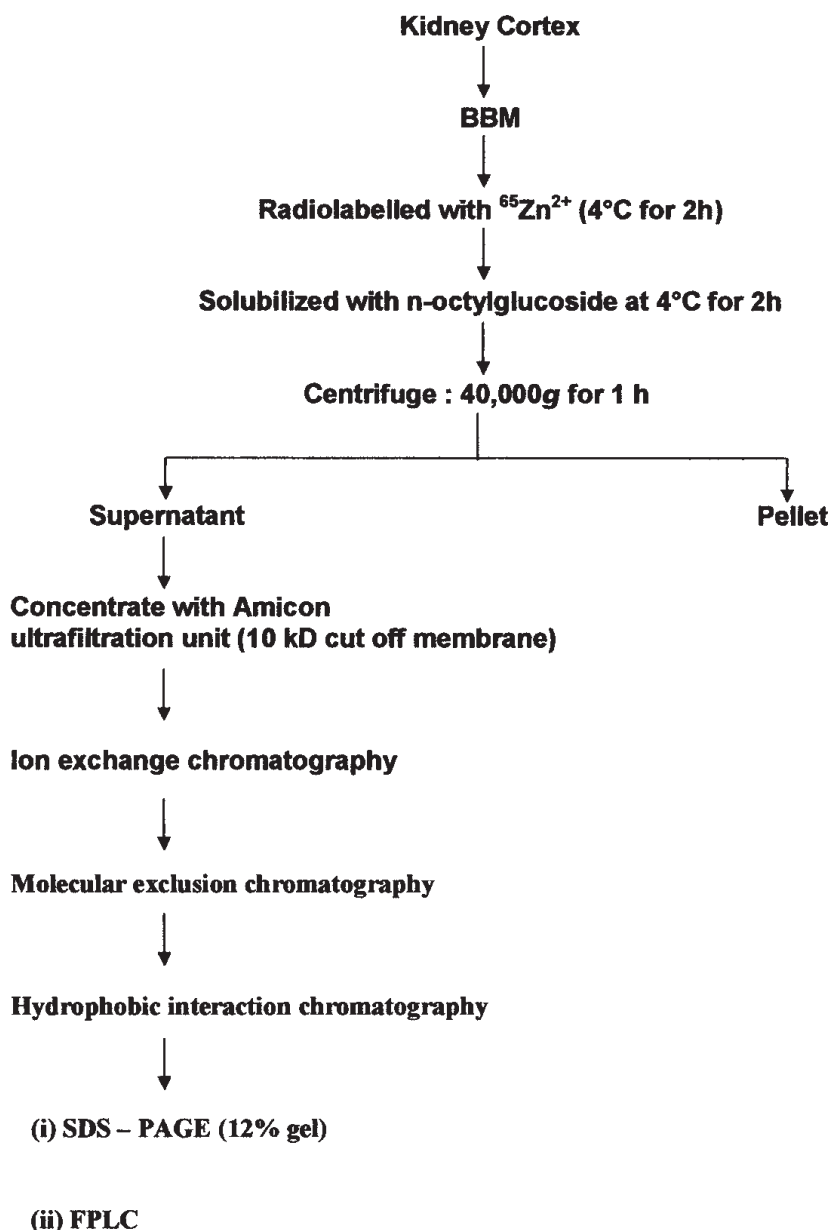 Kidney Cortex
BBM
Radiolabelled with ⁶⁵Zn²⁺ (4°C for 2h)
Solubilized with n-octylglucoside at 4°C for 2h
Centrifuge : 40,000g for 1 h
Supernatant
Pellet
Concentrate with Amicon
ultrafiltration unit (10 kD cut off membrane)
Ion exchange chromatography
Molecular exclusion chromatography
Hydrophobic interaction chromatography
(i) SDS – PAGE (12% gel)
(ii) FPLC